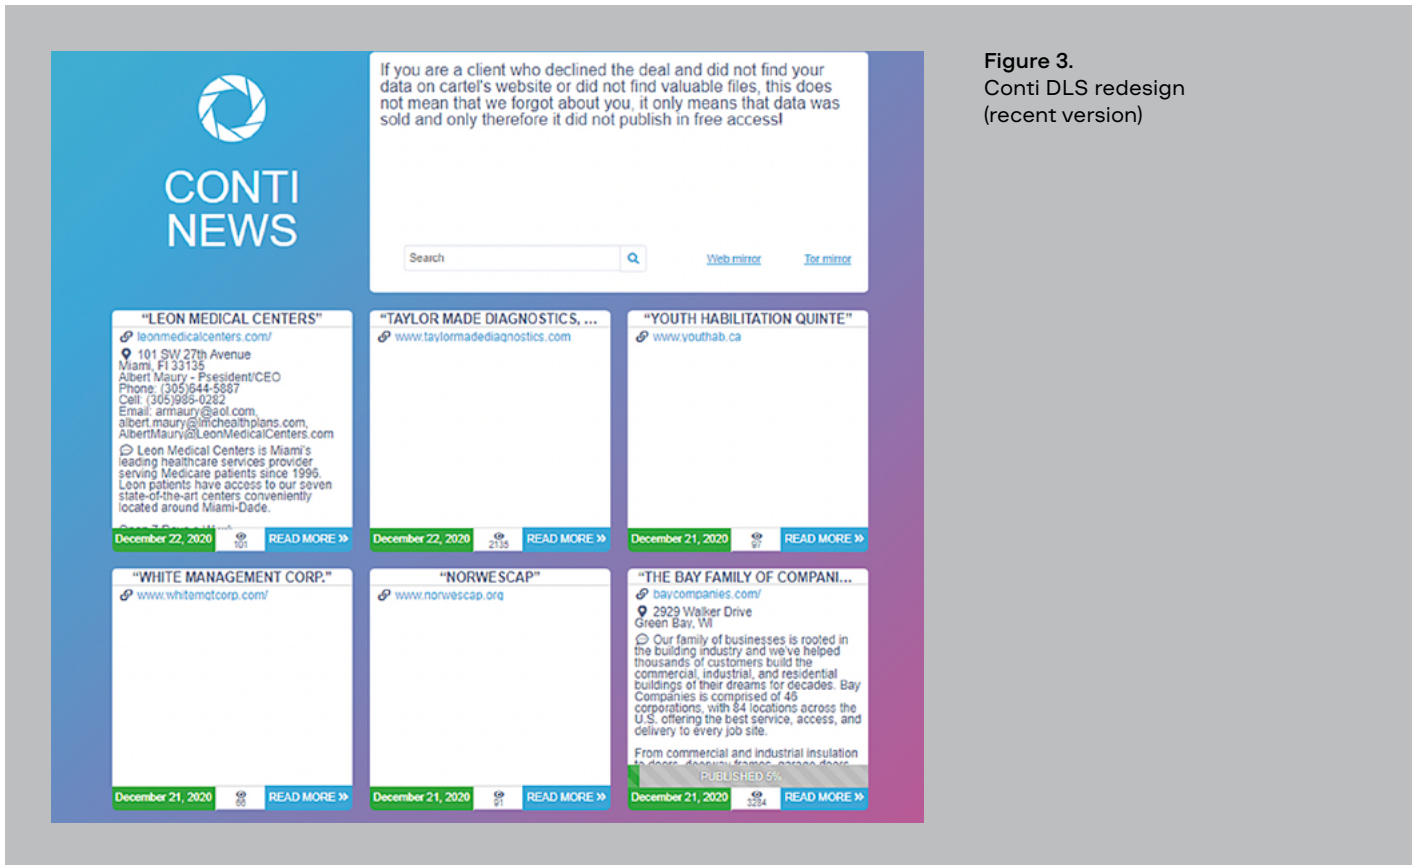 Figure 3.
Conti DLS redesign
(recent version)
CONTI
NEWS
If you are a client who declined the deal and did not find your
data on cartel's website or did not find valuable files, this does
not mean that we forgot about you, it only means that data was
sold and only therefore it did not publish in free access!
Search
Web mirror
Tor mirror
“LEON MEDICAL CENTERS”
leonmedicalcenters.com/
101 SW 27th Avenue
Miami, Fl 33135
Albert Maury - Psesident/CEO
Phone: (305)644-5887
Cell: (305)986-0282
Email: armaury@aol.com,
albert.maury@lmchealthplans.com,
AlbertMaury@LeonMedicalCenters.com
Leon Medical Centers is Miami's
leading healthcare services provider
serving Medicare patients since 1996.
Leon patients have access to our seven
state-of-the-art centers conveniently
located around Miami-Dade.
December 22, 2020
101
READ MORE »
“TAYLOR MADE DIAGNOSTICS, ...
www.taylormadediagnostics.com
December 22, 2020
2135
READ MORE »
“YOUTH HABILITATION QUINTE”
www.youthab.ca
December 21, 2020
97
READ MORE »
“WHITE MANAGEMENT CORP.”
www.whitemgtcorp.com/
December 21, 2020
READ MORE »
“NORWESCAP”
www.norwescap.org
December 21, 2020
91
READ MORE »
“THE BAY FAMILY OF COMPANI...
baycompanies.com/
2929 Walker Drive
Green Bay, WI
Our family of businesses is rooted in
the building industry and we've helped
thousands of customers build the
commercial, industrial, and residential
buildings of their dreams for decades. Bay
Companies is comprised of 46
corporations, with 84 locations across the
U.S. offering the best service, access, and
delivery to every job site.
From commercial and industrial insulation
to doors, doorway frames, garage doors,
PUBLISHED 5%
December 21, 2020
3284
READ MORE »